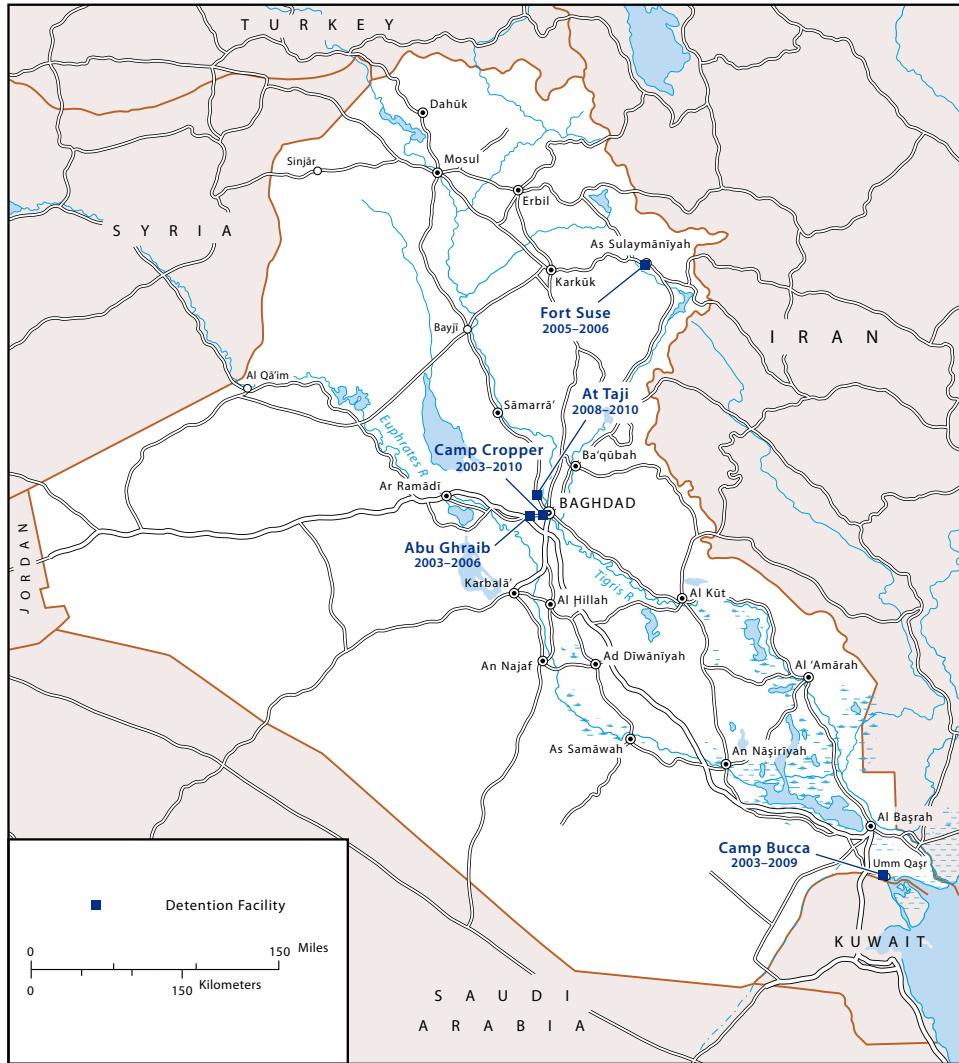 TURKEY
Dahūk
Sinjār
Mosul
Erbil
SYRIA
As Sulaymānīyah
Karkūk
Fort Suse
2005–2006
Bayjī
IRAN
Al Qā'im
At Taji
2008–2010
Sāmarrā'
Euphrates R
Camp Cropper
2003–2010
Ba'qūbah
Ar Ramādī
BAGHDAD
Abu Ghraib
2003–2006
JORDAN
Tigris R
Karbalā'
Al Ḥillah
Al Kūt
An Najaf
Ad Dīwānīyah
Al 'Amārah
As Samāwah
An Nāşirīyah
Al Başrah
Camp Bucca
2003–2009
Umm Qaşr
KUWAIT
SAUDI
ARABIA
Detention Facility
0 150 Miles
0 150 Kilometers